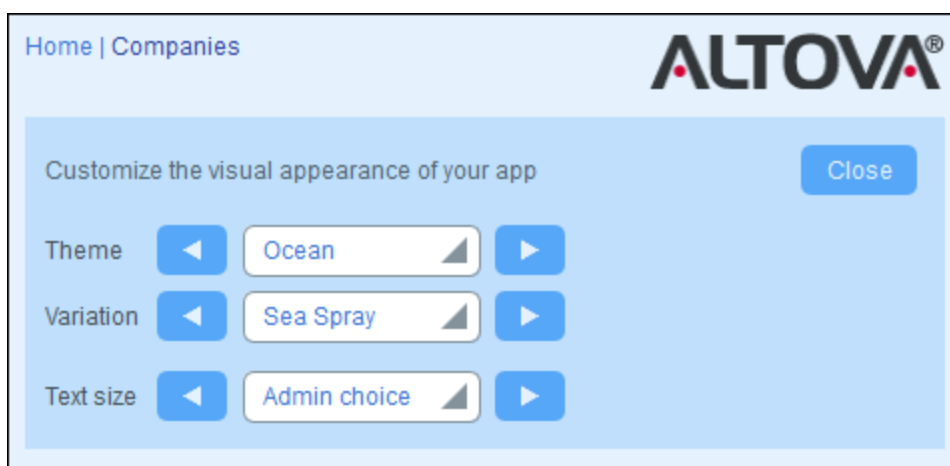 Home | Companies
ALTOVA®
Customize the visual appearance of your app
Close
Theme
Ocean
Variation
Sea Spray
Text size
Admin choice